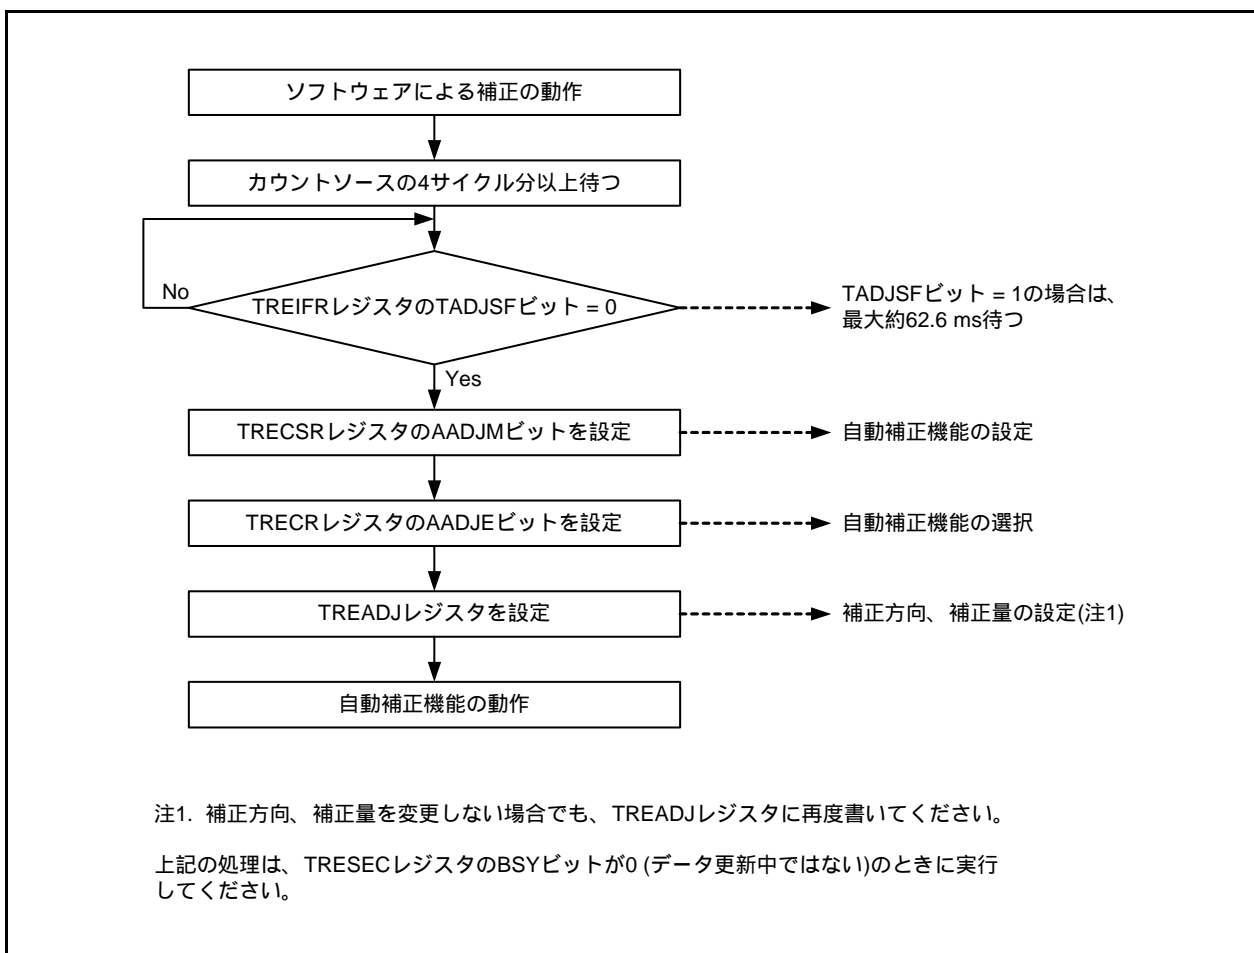 ソフトウェアによる補正の動作
カウントソースの4サイクル分以上待つ
No
TREIFRレジスタのTADJSFビット = 0
TADJSFビット = 1の場合は、
最大約62.6 ms待つ
Yes
TRECSRレジスタのAADJMビットを設定
自動補正機能の設定
TRECRレジスタのAADJEビットを設定
自動補正機能の選択
TREADJレジスタを設定
補正方向、補正量の設定(注1)
自動補正機能の動作
注1. 補正方向、補正量を変更しない場合でも、TREADJレジスタに再度書いてください。
上記の処理は、TRESECレジスタのBSYビットが0 (データ更新中ではない)のときに実行
してください。